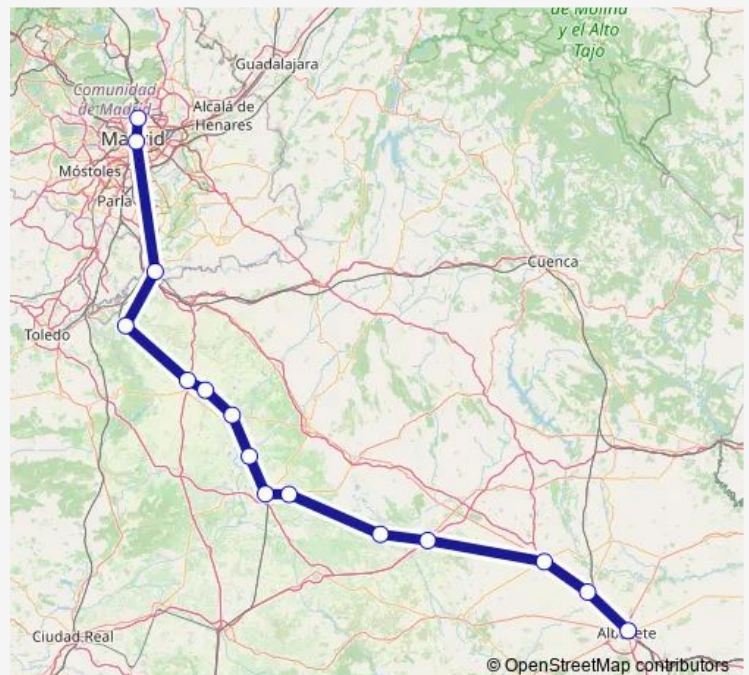 de Molina
y el Alto
Tajo
Guadalajara
Comunidad
de Madrid
Alcalá de
Henares
Madrid
Móstoles
Parla
Cuenca
Toledo
Ciudad Real
Albacete
© OpenStreetMap contributors